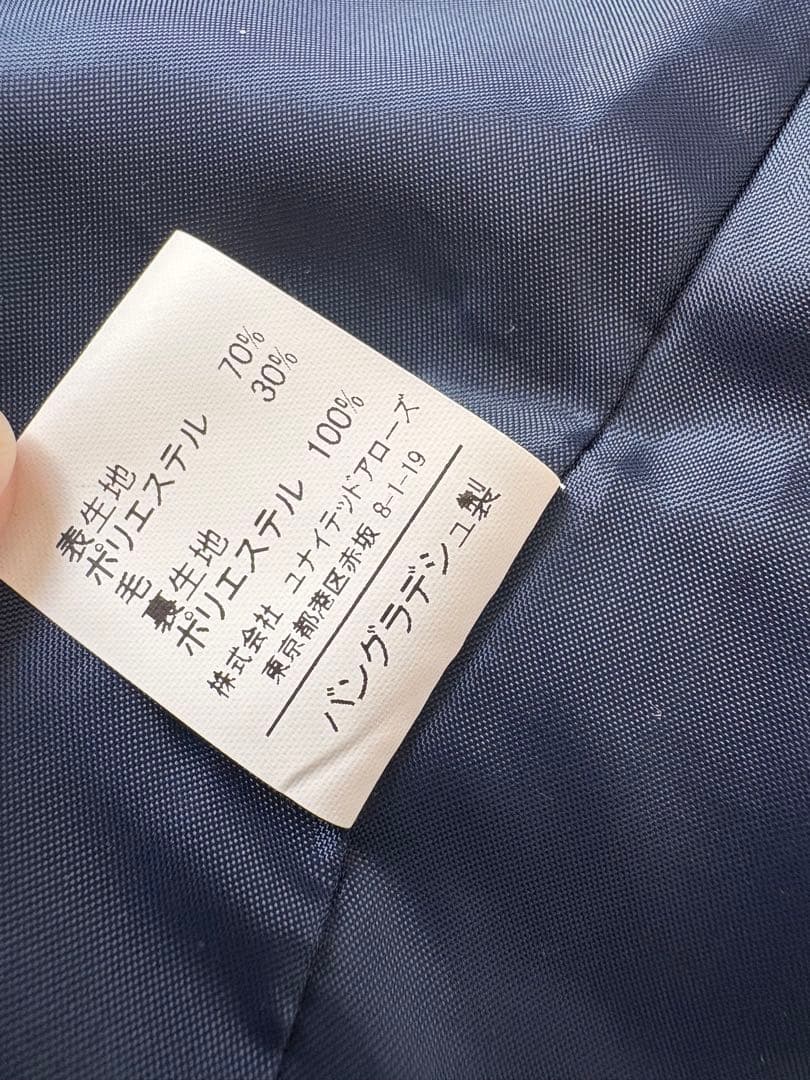 表生地
ポリエステル 70%
毛 30%
裏生地
ポリエステル 100%
株式会社 ユナイテッドアローズ
東京都港区赤坂 8-1-19
バングラデシュ製